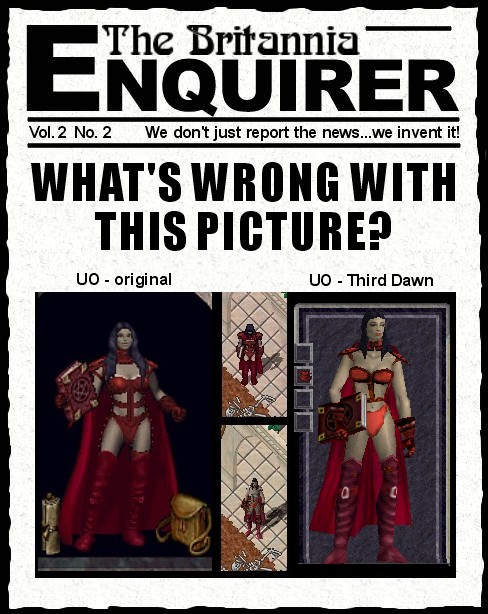 The Britannia
ENQUIRER
Vol. 2 No. 2 We don't just report the news...we invent it!
WHAT'S WRONG WITH
THIS PICTURE?
UO - original UO - Third Dawn